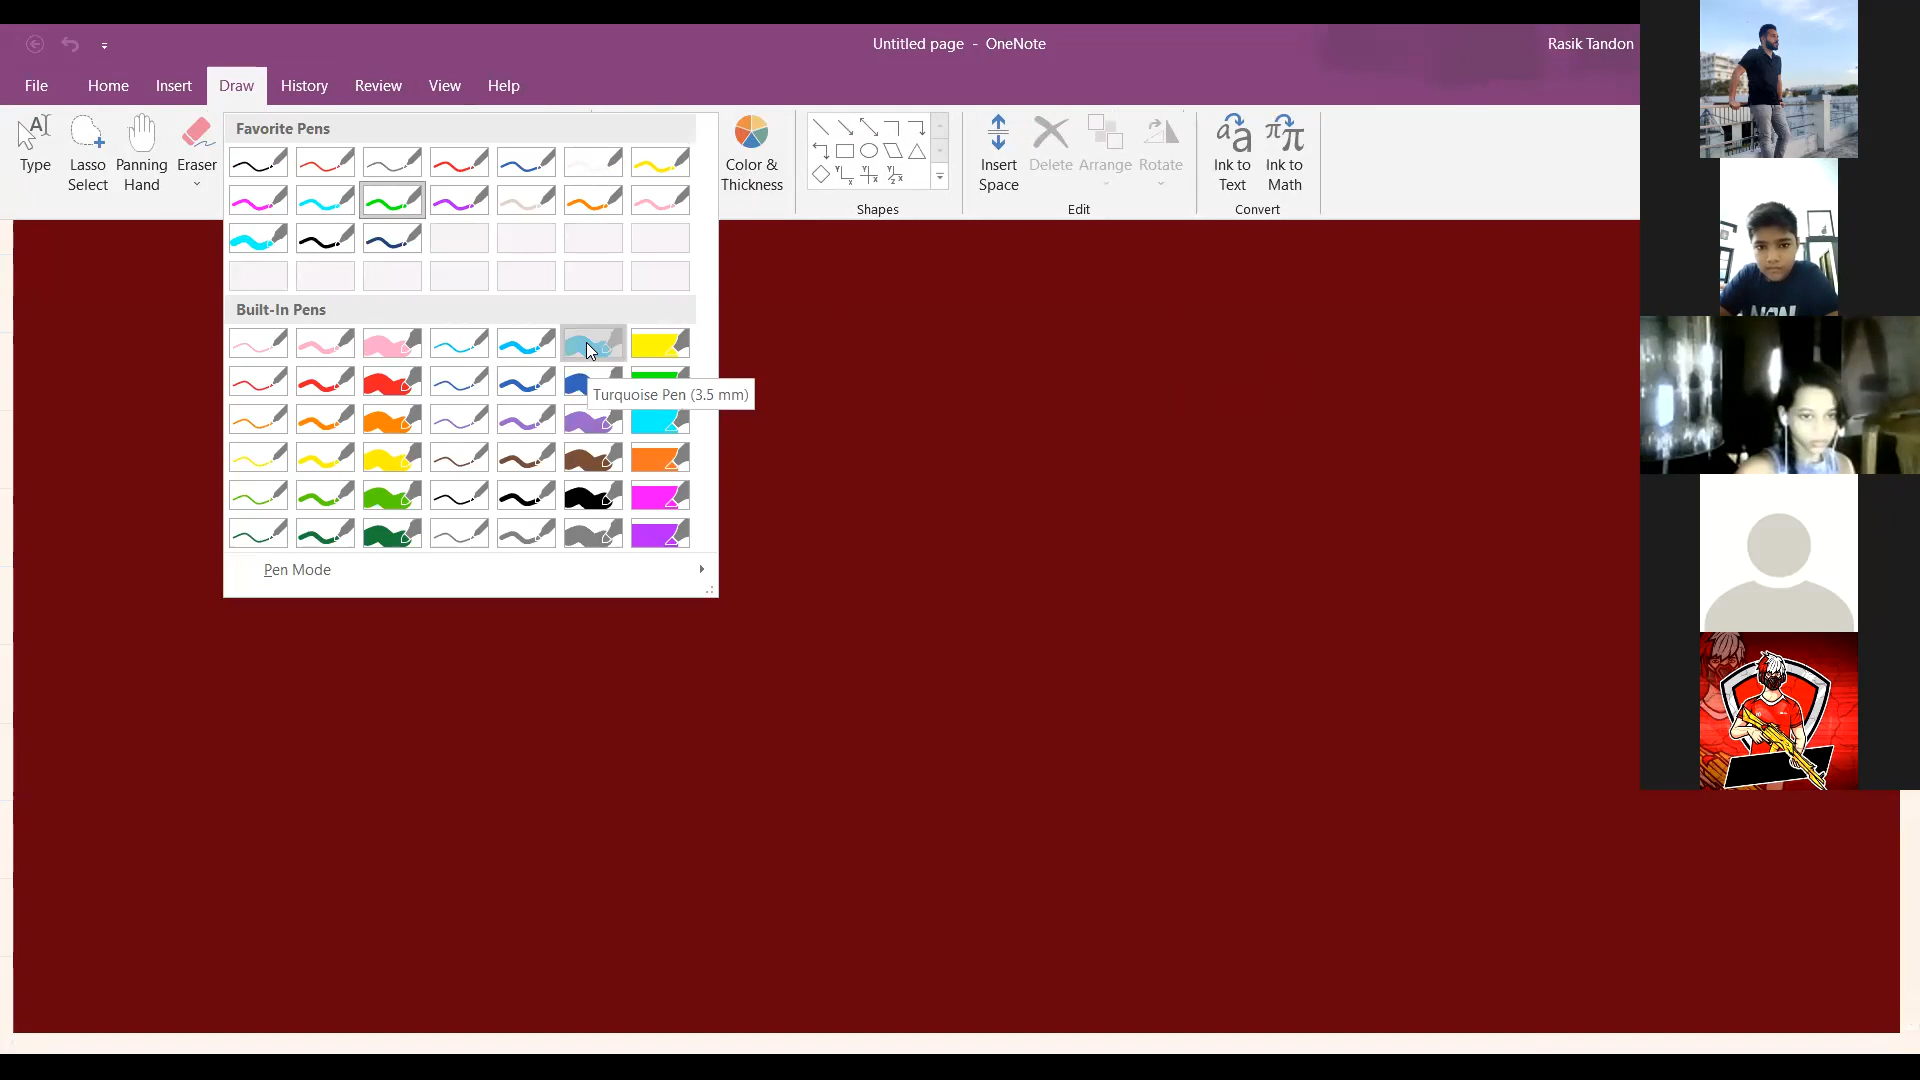 Untitled page - OneNote
Rasik Tandon
File
Home
Insert
Draw
History
Review
View
Help
Type
Lasso
Select
Panning
Hand
Eraser
Favorite Pens
Built-In Pens
Turquoise Pen (3.5 mm)
Pen Mode
Color &
Thickness
Shapes
Insert
Space
Delete
Arrange
Rotate
Edit
Ink to
Text
Ink to
Math
Convert